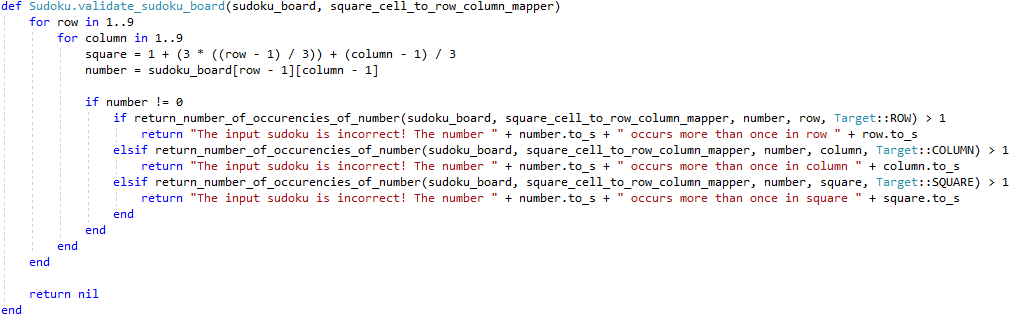 def Sudoku.validate_sudoku_board(sudoku_board, square_cell_to_row_column_mapper)
    for row in 1..9
        for column in 1..9
            square = 1 + (3 * ((row - 1) / 3)) + (column - 1) / 3
            number = sudoku_board[row - 1][column - 1]

            if number != 0
                if return_number_of_occurencies_of_number(sudoku_board, square_cell_to_row_column_mapper, number, row, Target::ROW) > 1
                    return "The input sudoku is incorrect! The number " + number.to_s + " occurs more than once in row " + row.to_s
                elsif return_number_of_occurencies_of_number(sudoku_board, square_cell_to_row_column_mapper, number, column, Target::COLUMN) > 1
                    return "The input sudoku is incorrect! The number " + number.to_s + " occurs more than once in column " + column.to_s
                elsif return_number_of_occurencies_of_number(sudoku_board, square_cell_to_row_column_mapper, number, square, Target::SQUARE) > 1
                    return "The input sudoku is incorrect! The number " + number.to_s + " occurs more than once in square " + square.to_s
                end
            end
        end
    end

    return nil
end